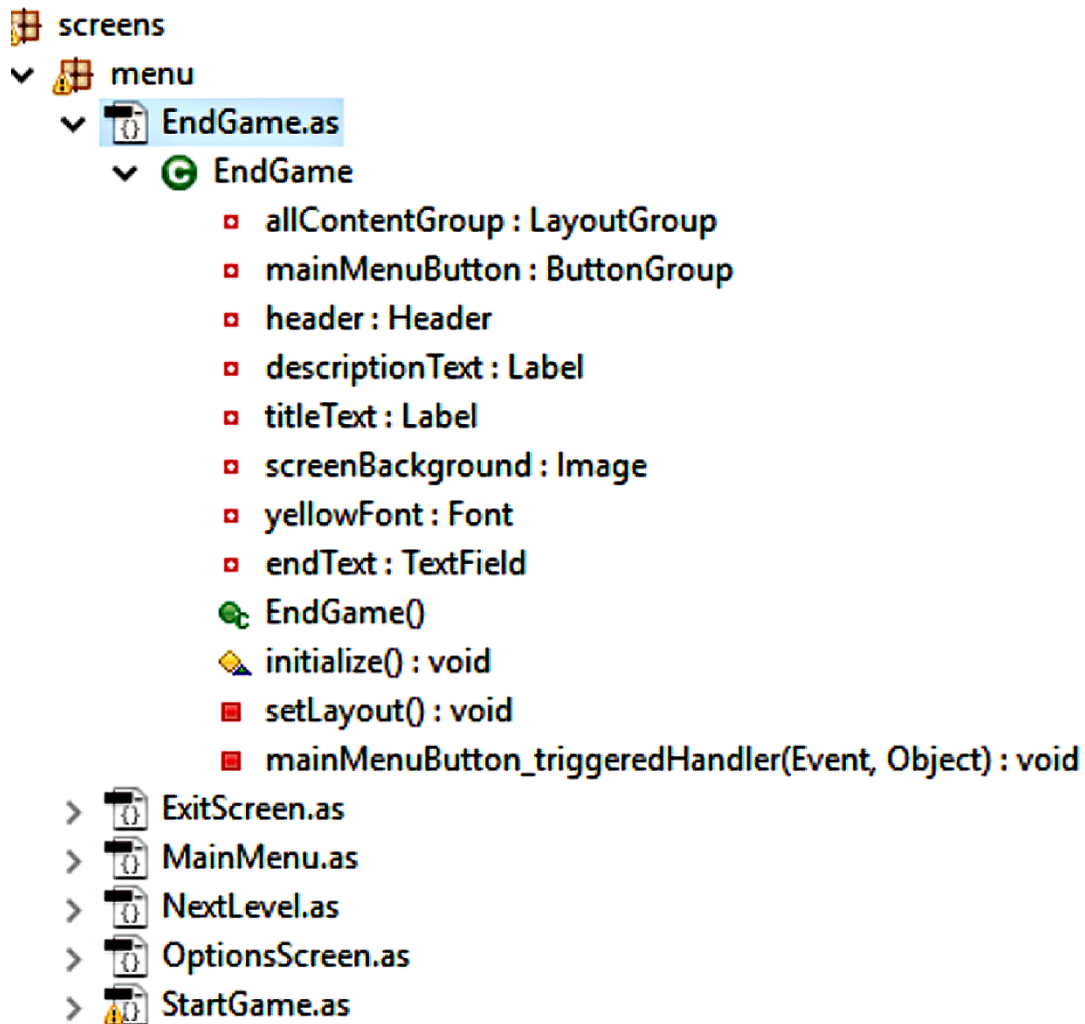 screens
menu
EndGame.as
EndGame
allContentGroup : LayoutGroup
mainMenuButton : ButtonGroup
header : Header
descriptionText : Label
titleText : Label
screenBackground : Image
yellowFont : Font
endText : TextField
EndGame()
initialize() : void
setLayout() : void
mainMenuButton_triggeredHandler(Event, Object) : void
ExitScreen.as
MainMenu.as
NextLevel.as
OptionsScreen.as
StartGame.as